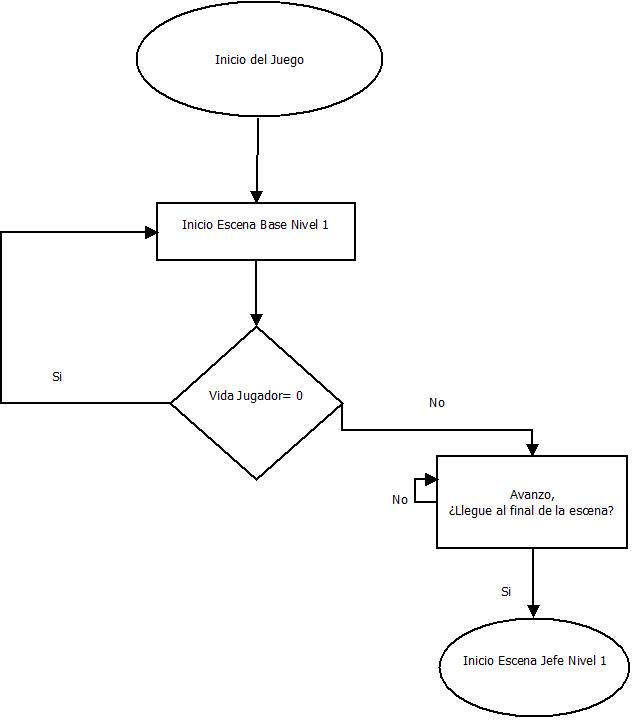 Inicio del Juego
Inicio Escena Base Nivel 1
Si
Vida Jugador= 0
No
Avanzo,
¿Llegue al final de la escena?
No
Si
Inicio Escena Jefe Nivel 1